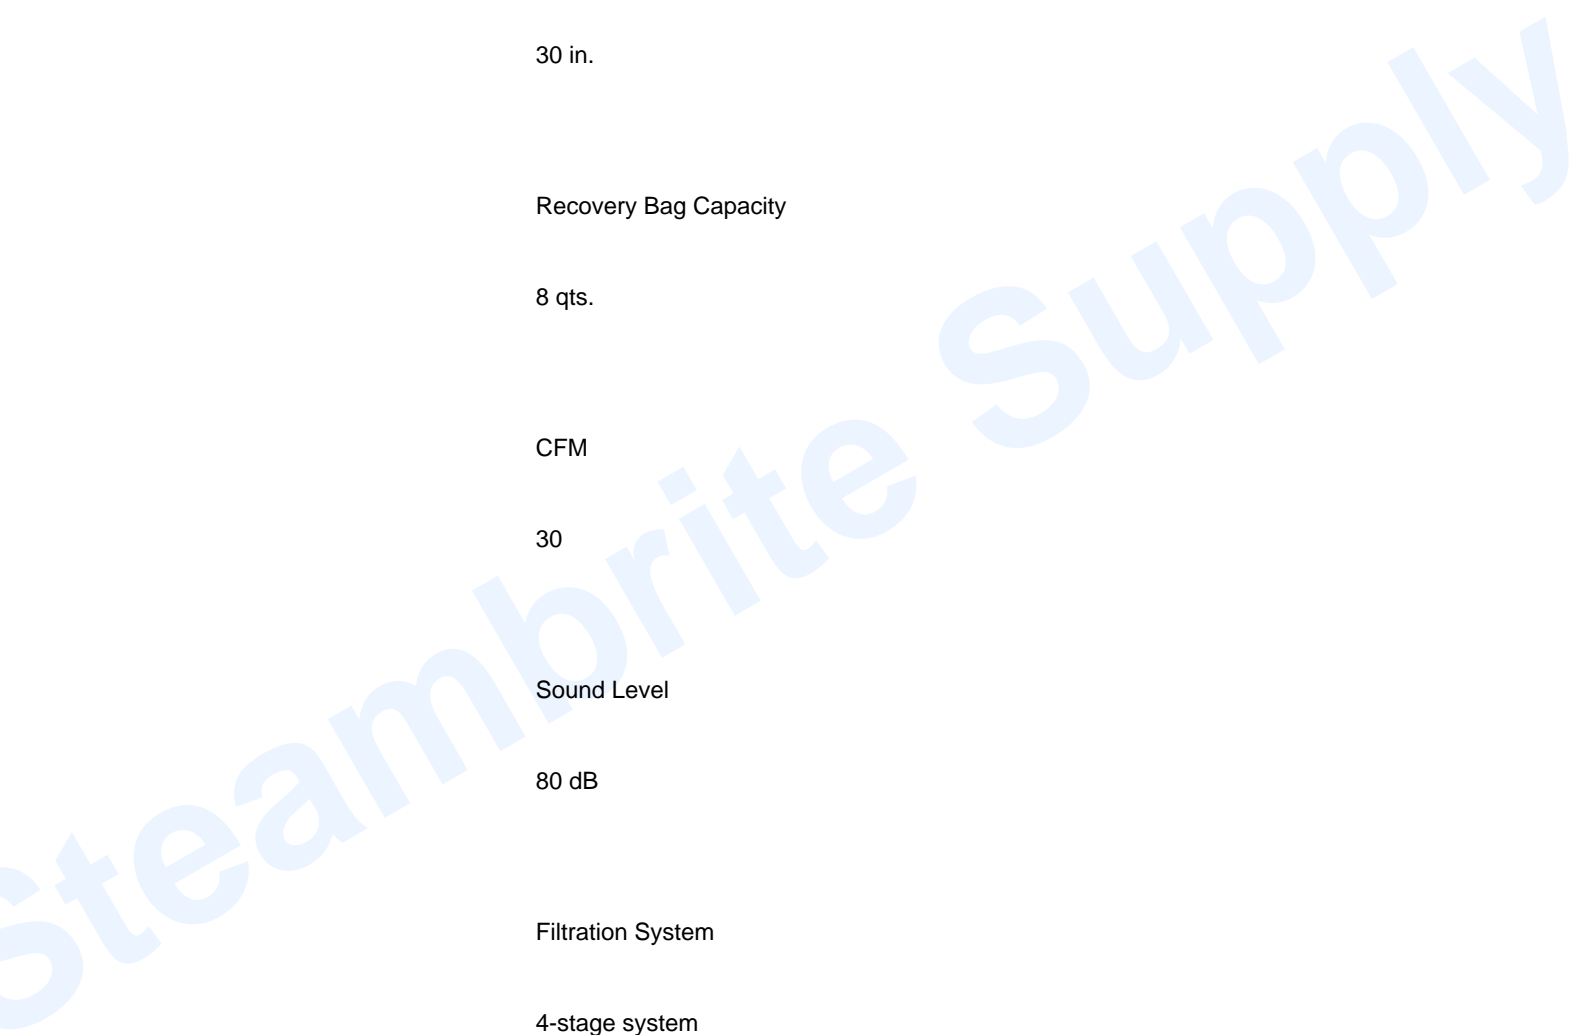 30 in.
Recovery Bag Capacity
8 qts.
CFM
30
Sound Level
80 dB
Filtration System
4-stage system
Steambrite Supply